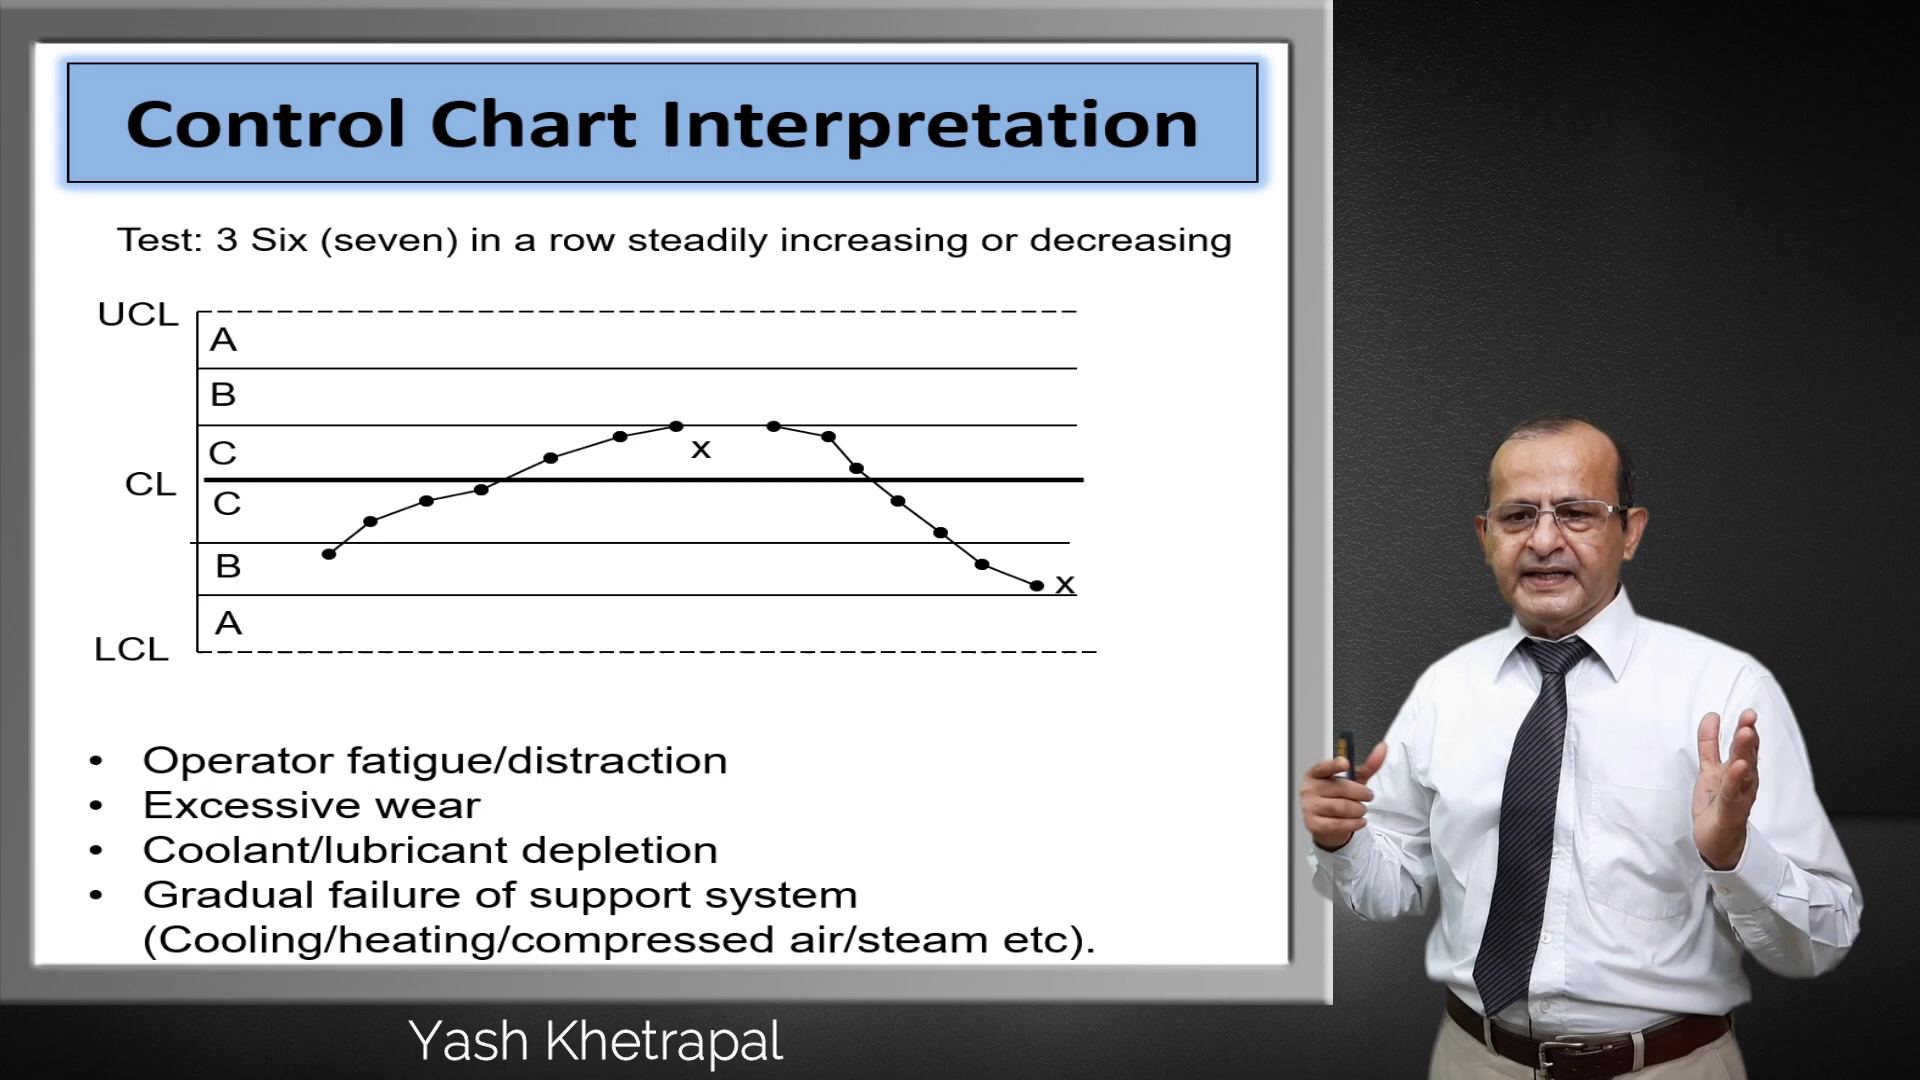 Control Chart Interpretation
Test: 3 Six (seven) in a row steadily increasing or decreasing
UCL
A
B
C
x
CL
C
B
x
A
LCL
• Operator fatigue/distraction
• Excessive wear
• Coolant/lubricant depletion
• Gradual failure of support system
(Cooling/heating/compressed air/steam etc).
Yash Khetrapal